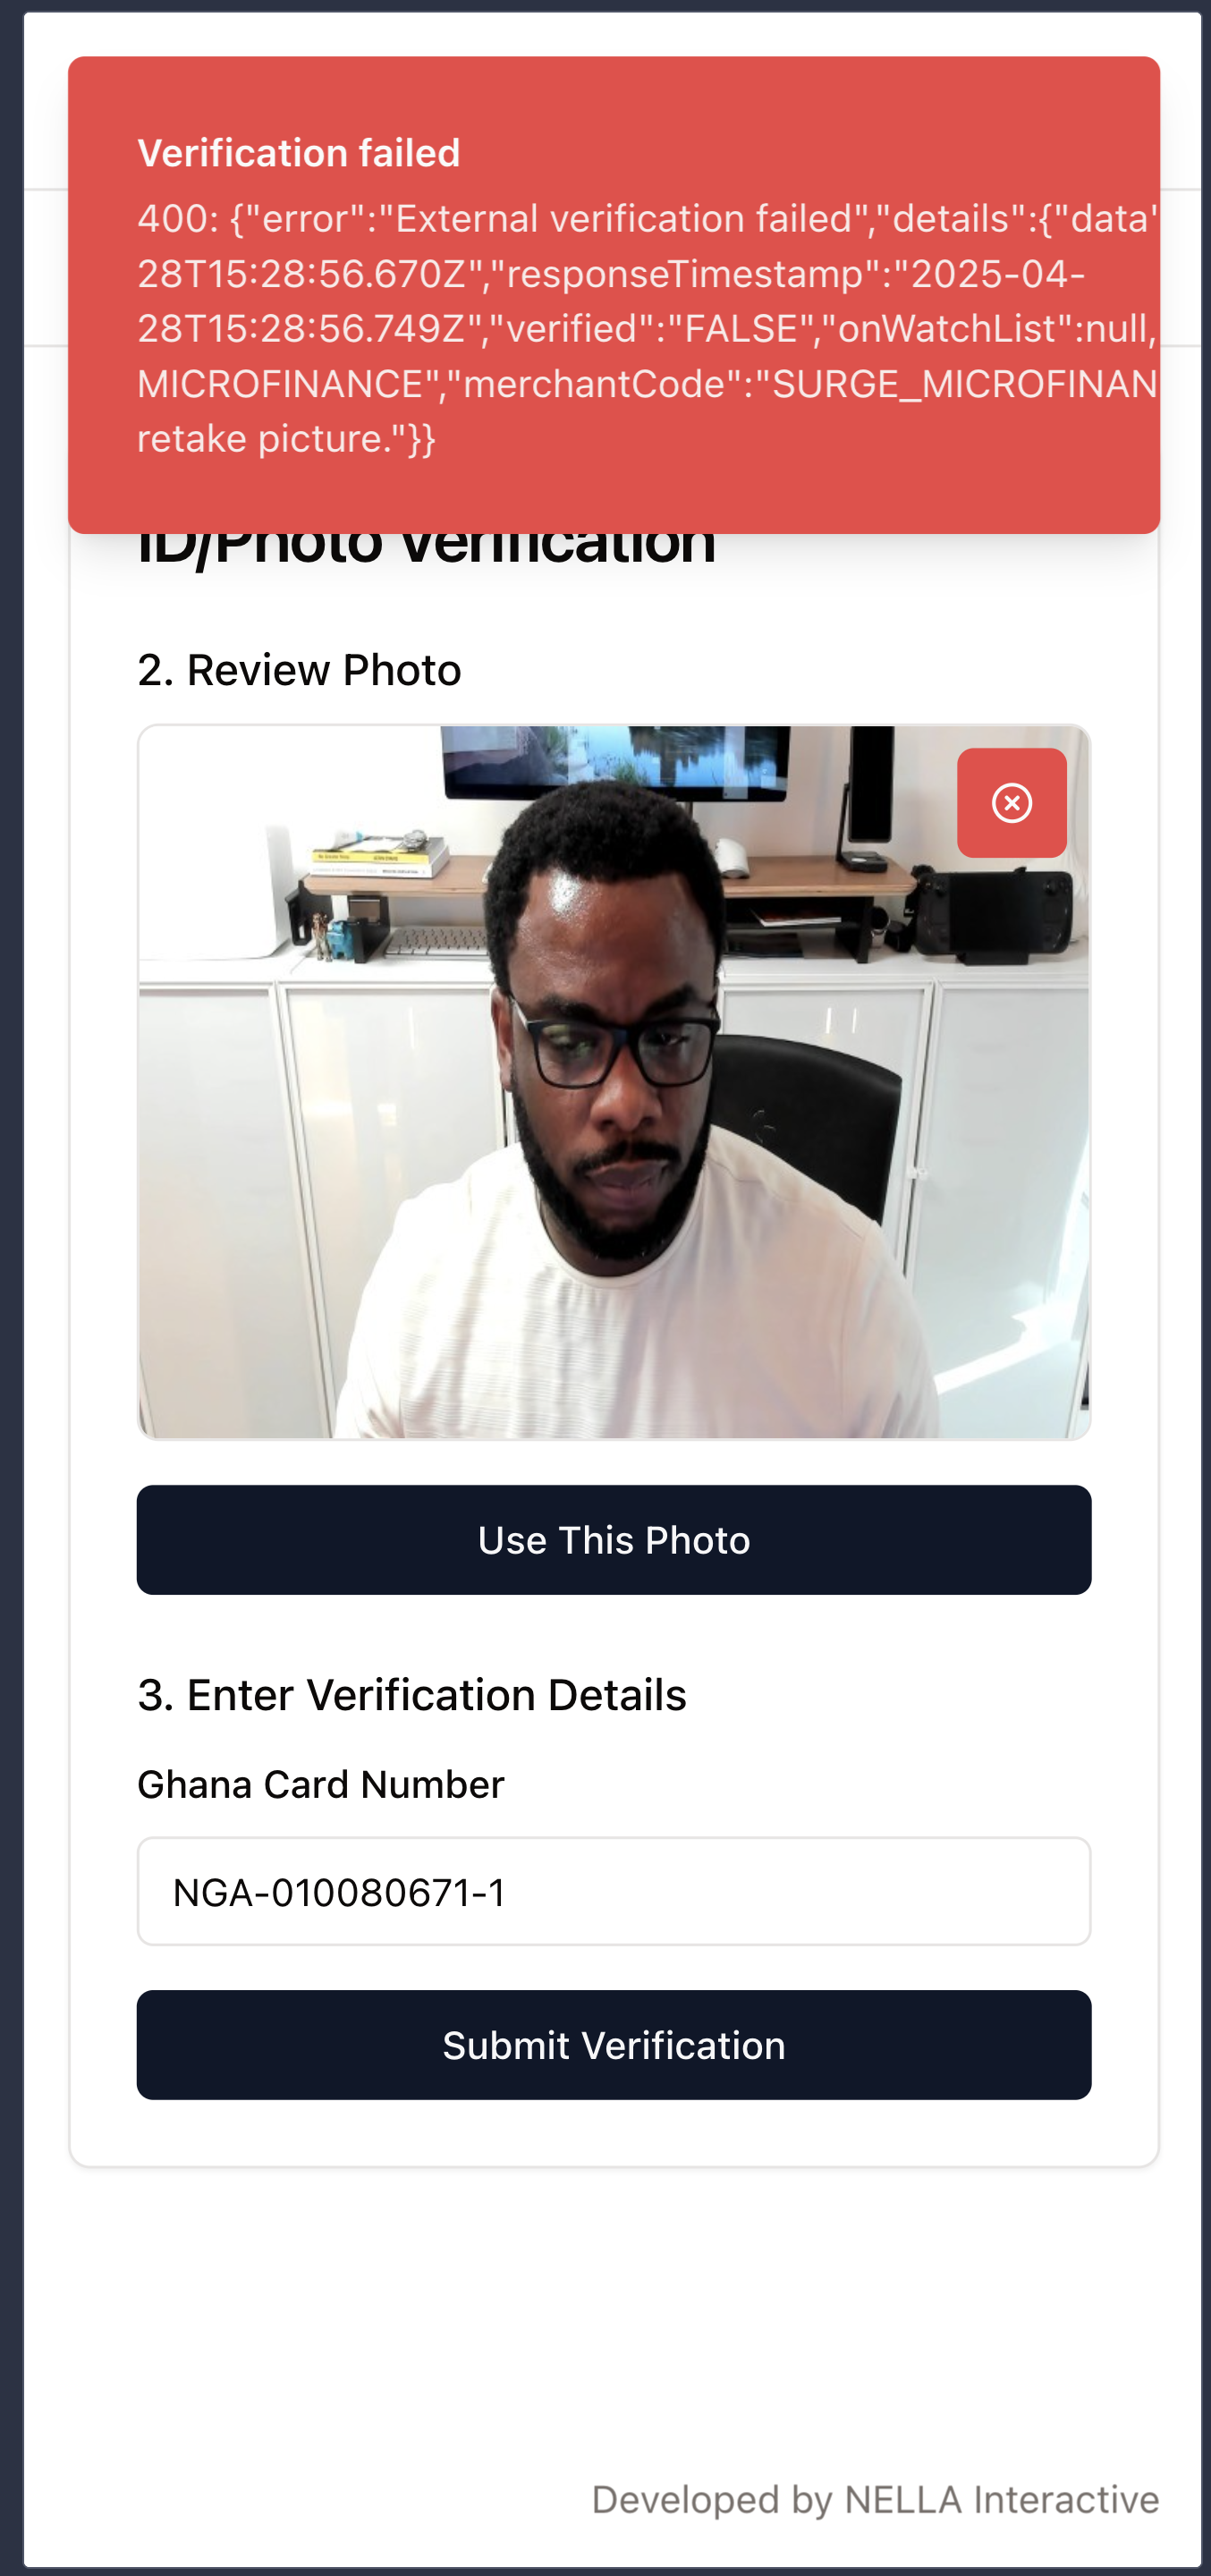 Verification failed
400: {"error":"External verification failed","details":{"data"
28T15:28:56.670Z","responseTimestamp":"2025-04-
28T15:28:56.749Z","verified":"FALSE","onWatchList":null,
MICROFINANCE","merchantCode":"SURGE_MICROFINAN
retake picture."}}
ID/Photo Verification
2. Review Photo
Use This Photo
3. Enter Verification Details
Ghana Card Number
NGA-010080671-1
Submit Verification
Developed by NELLA Interactive